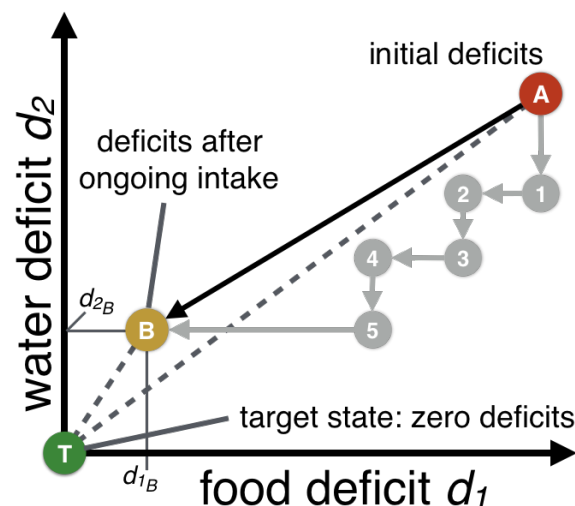 initial deficits
A
deficits after
ongoing intake
2
1
4
3
d2B
B
5
water deficit d2
target state: zero deficits
T
d1B
food deficit d1